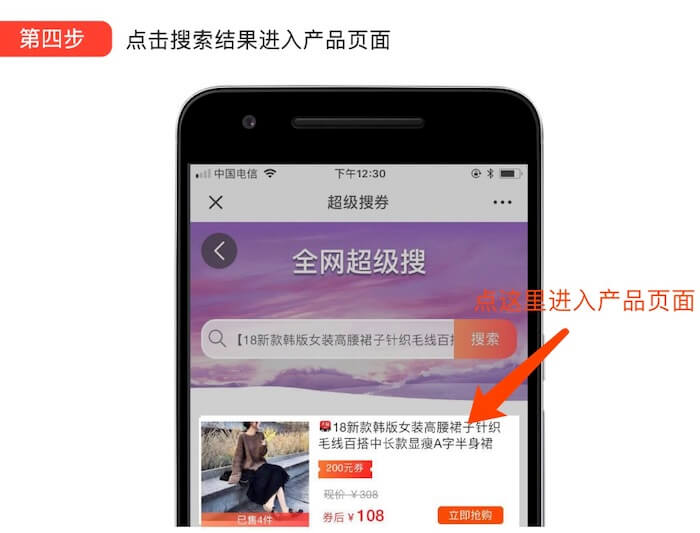 第四步
点击搜索结果进入产品页面
中国电信
下午12:30
超级搜券
全网超级搜
点这里进入产品页面
【18新款韩版女装高腰裙子针织毛线百搭
搜索
18新款韩版女装高腰裙子针织
毛线百搭中长款显瘦A字半身裙
200元券
现价 ￥308
已售4件
券后￥108
立即抢购